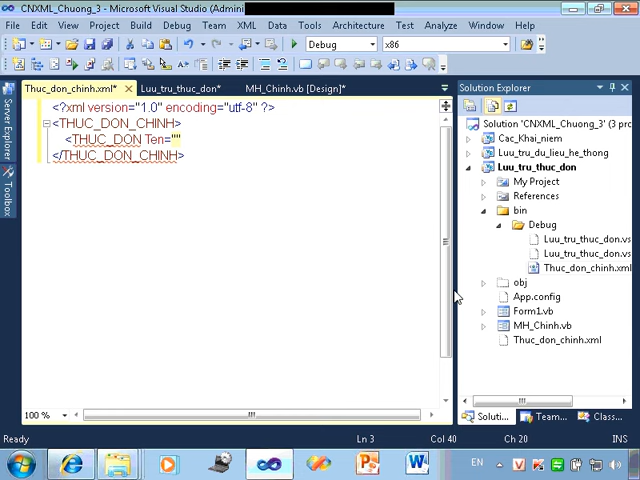 CNXML_Chuong_3 - Microsoft Visual Studio (Admini
File Edit View Project Build Debug Team XML Data Tools Architecture Test Analyze Window Help
Debug x86
Thuc_don_chinh.xml* Luu_tru_thuc_don* MH_Chinh.vb [Design]*
<?xml version="1.0" encoding="utf-8" ?>
<THUC_DON_CHINH>
<THUC_DON Ten=""
</THUC_DON_CHINH>
Server Explorer
Toolbox
100 %
Solution Explorer
Solution 'CNXML_Chuong_3' (3 proj
Cac_Khai_niem
Luu_tru_du_lieu_he_thong
Luu_tru_thuc_don
My Project
References
bin
Debug
Luu_tru_thuc_don.vs
Luu_tru_thuc_don.vs
Thuc_don_chinh.xml
obj
App.config
Form1.vb
MH_Chinh.vb
Thuc_don_chinh.xml
Soluti... Team... Class...
Ready Ln 3 Col 40 Ch 20 INS
EN